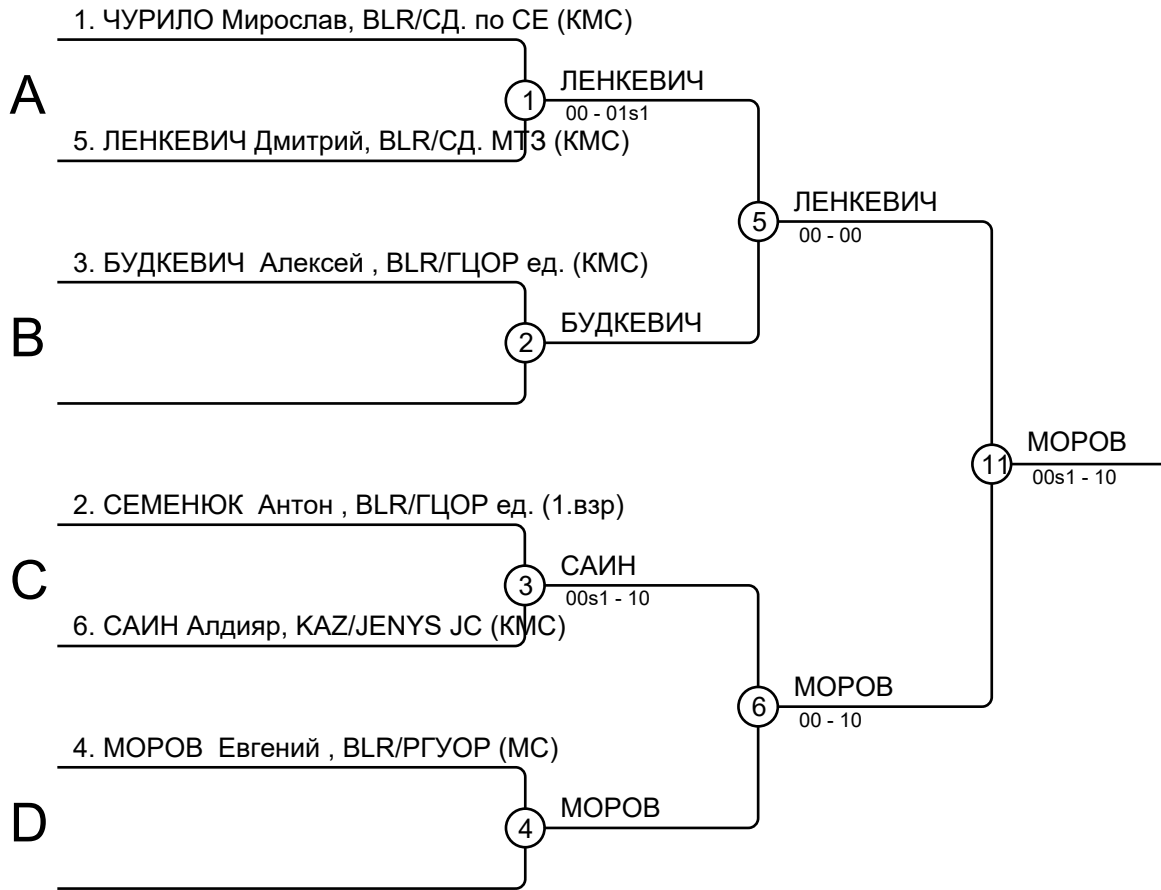 1. ЧУРИЛО Мирослав, BLR/СД. по СЕ (КМС)
A
1
ЛЕНКЕВИЧ
00 - 01s1
5. ЛЕНКЕВИЧ Дмитрий, BLR/СД. МТЗ (КМС)
5
ЛЕНКЕВИЧ
00 - 00
3. БУДКЕВИЧ Алексей , BLR/ГЦОР ед. (КМС)
B
2
БУДКЕВИЧ
11
МОРОВ
00s1 - 10
2. СЕМЕНЮК Антон , BLR/ГЦОР ед. (1.взр)
C
3
САИН
00s1 - 10
6. САИН Алдияр, KAZ/JENYS JC (КМС)
6
МОРОВ
00 - 10
4. МОРОВ Евгений , BLR/РГУОР (МС)
D
4
МОРОВ